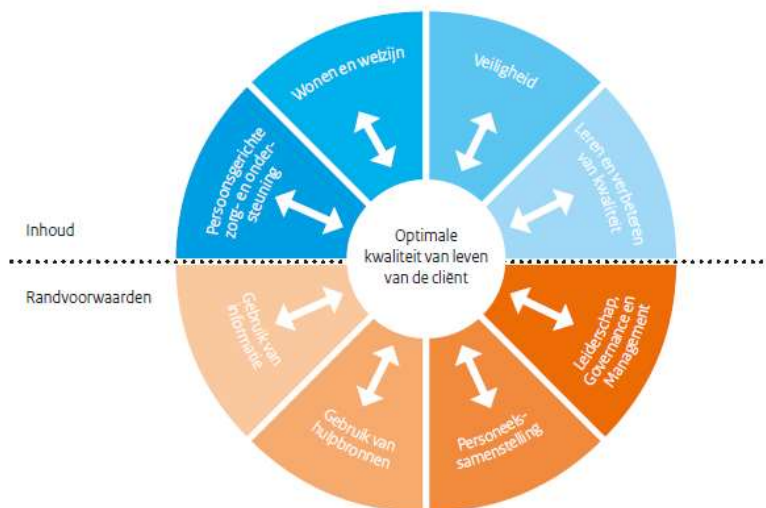 Wonen en welzijn
Veiligheid
Persoonsgerichte
zorg- en onder-
steuning
Leren en verbeteren
van kwaliteit
Inhoud
Optimale
kwaliteit van leven
van de cliënt
Randvoorwaarden
Gebruik van
informatie
Leiderschap,
Governance en
Management
Gebruik van
hulpbronnen
Personeels-
samenstelling